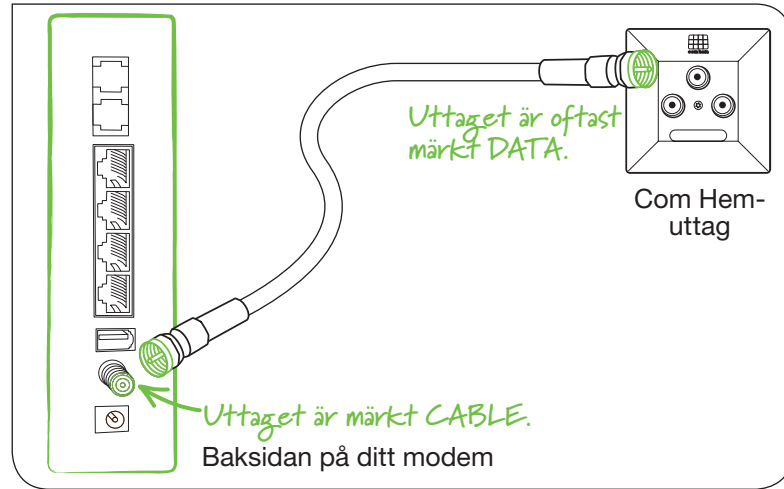 Uttaget är oftast
märkt DATA.
Com Hem-
uttag
Uttaget är märkt CABLE.
Baksidan på ditt modem